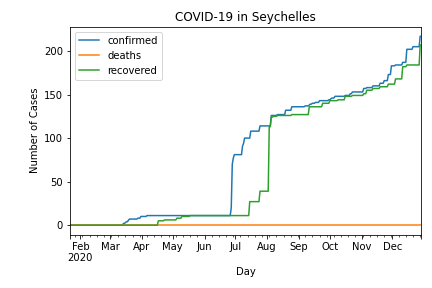 COVID-19 in Seychelles
confirmed
deaths
recovered
Number of Cases
200
150
100
50
0
Feb Mar Apr May Jun Jul Aug Sep Oct Nov Dec
2020
Day